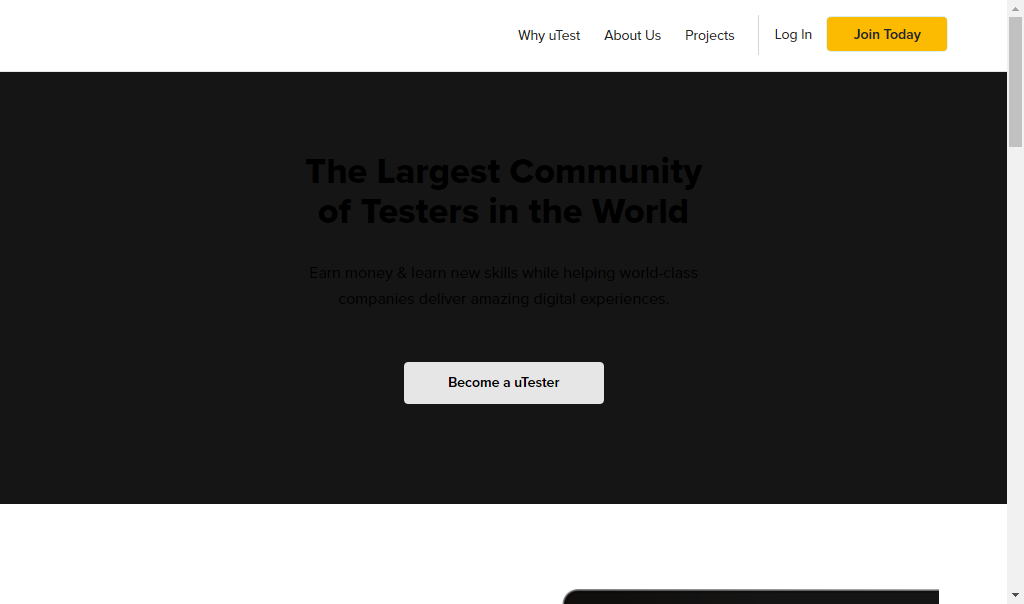 Why uTest
About Us
Projects
Log In
Join Today
The Largest Community
of Testers in the World
Earn money & learn new skills while helping world-class
companies deliver amazing digital experiences.
Become a uTester